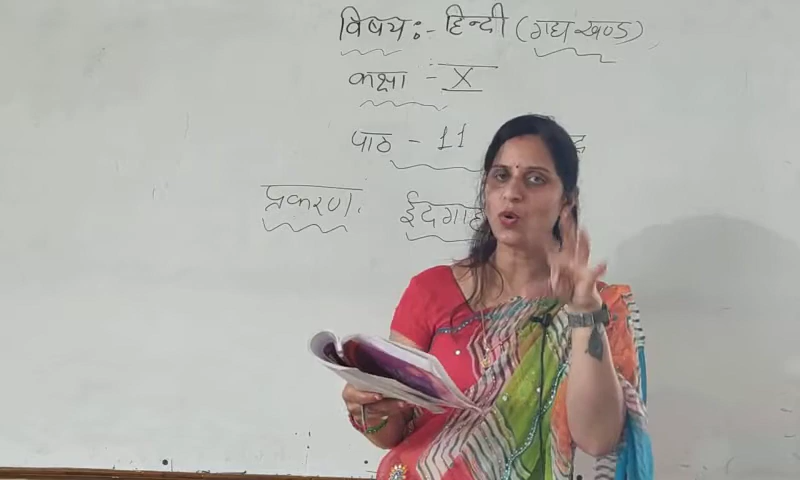 विषय:- हिन्दी (गद्य खण्ड)
कक्षा - X
पाठ - 11
प्रकरण. ईदगाह